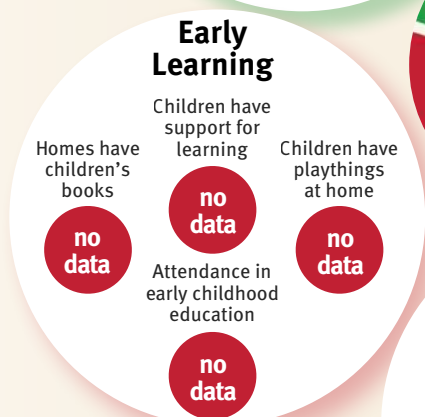 Early
Learning
Children have
support for
learning
no
data
Homes have
children's
books
no
data
Children have
playthings
at home
no
data
Attendance in
early childhood
education
no
data